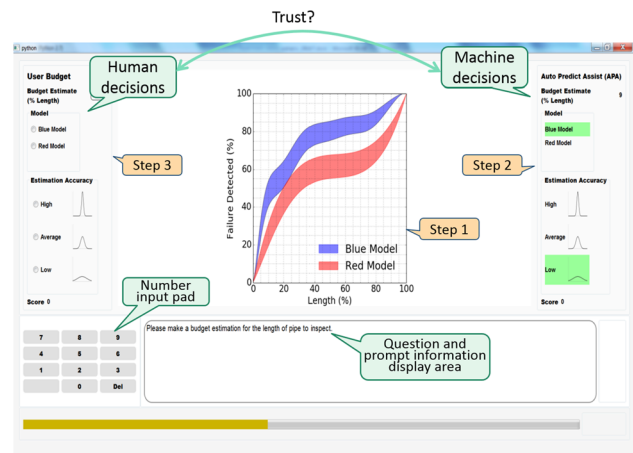 Trust?
python
User Budget
Budget Estimate
(% Length)
Model
Blue Model
Red Model
Estimation Accuracy
High
Average
Low
Score 0
Human
decisions
Step 3
Number
input pad
Failure Detected (%)
100
80
60
40
20
0
0 20 40 60 80 100
Length (%)
Blue Model
Red Model
Step 1
Machine
decisions
Step 2
Auto Predict Assist (APA)
Budget Estimate
(% Length)
9
Model
Blue Model
Red Model
Estimation Accuracy
High
Average
Low
Score 0
7 8 9
4 5 6
1 2 3
0 Del
Please make a budget estimation for the length of pipe to inspect.
Question and
prompt information
display area